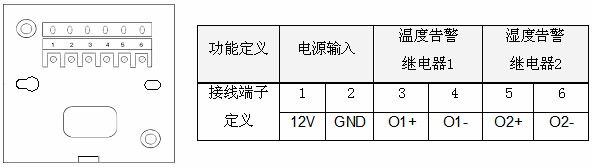 1 2 3 4 5 6
功能定义 电源输入 温度告警 湿度告警
继电器1 继电器2
接线端子 1 2 3 4 5 6
定义 12V GND O1+ O1- O2+ O2-